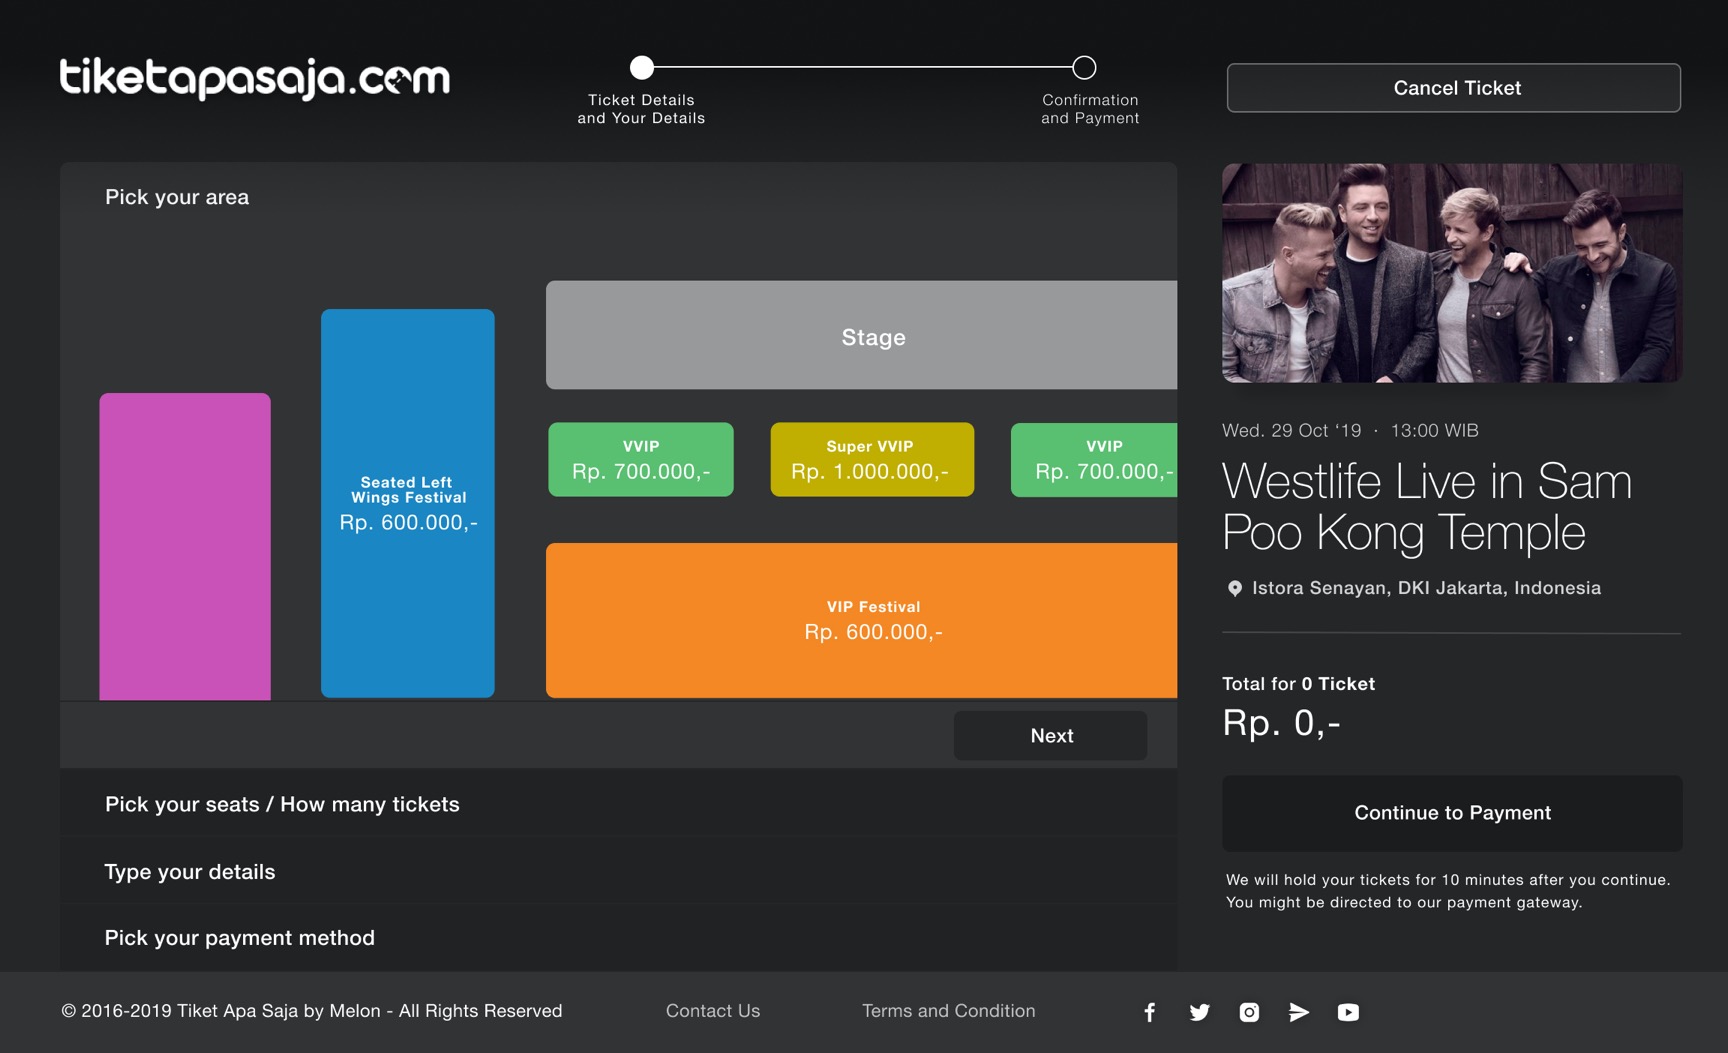 tiketapasaja.com
Ticket Details
and Your Details
Confirmation
and Payment
Cancel Ticket
Pick your area
Stage
VVIP
Rp. 700.000,-
Super VVIP
Rp. 1.000.000,-
VVIP
Rp. 700.000,-
Seated Left
Wings Festival
Rp. 600.000,-
VIP Festival
Rp. 600.000,-
Next
Pick your seats / How many tickets
Type your details
Pick your payment method
Wed. 29 Oct ‘19 · 13:00 WIB
Westlife Live in Sam
Poo Kong Temple
Istora Senayan, DKI Jakarta, Indonesia
Total for 0 Ticket
Rp. 0,-
Continue to Payment
We will hold your tickets for 10 minutes after you continue.
You might be directed to our payment gateway.
© 2016-2019 Tiket Apa Saja by Melon - All Rights Reserved
Contact Us
Terms and Condition